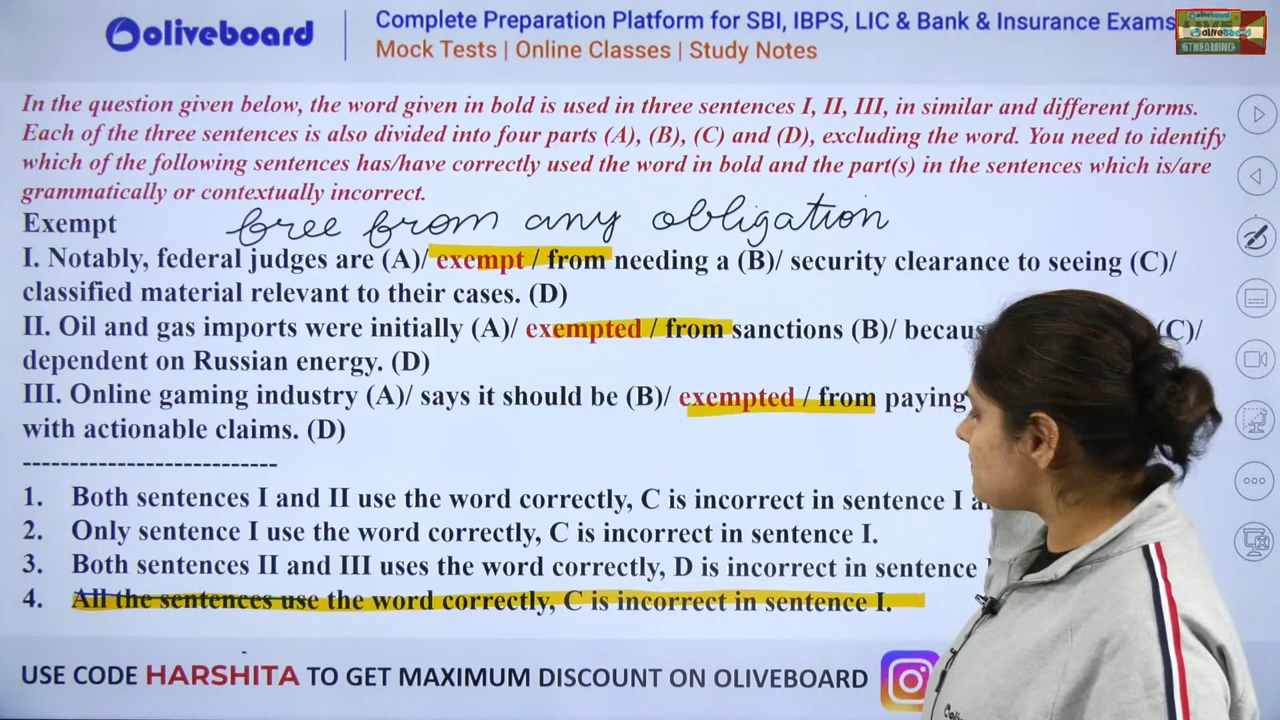 oliveboard
Complete Preparation Platform for SBI, IBPS, LIC & Bank & Insurance Exams
Mock Tests | Online Classes | Study Notes
oliveboard
STREAMING
In the question given below, the word given in bold is used in three sentences I, II, III, in similar and different forms.
Each of the three sentences is also divided into four parts (A), (B), (C) and (D), excluding the word. You need to identify
which of the following sentences has/have correctly used the word in bold and the part(s) in the sentences which is/are
grammatically or contextually incorrect.
free from any obligation
Exempt
I. Notably, federal judges are (A)/ exempt / from needing a (B)/ security clearance to seeing (C)/
classified material relevant to their cases. (D)
II. Oil and gas imports were initially (A)/ exempted / from sanctions (B)/ (C)/
dependent on Russian energy. (D)
III. Online gaming industry (A)/ says it should be (B)/ exempted / from paying
with actionable claims. (D)
---------------------------
1. Both sentences I and II use the word correctly, C is incorrect in sentence I
2. Only sentence I use the word correctly, C is incorrect in sentence I.
3. Both sentences II and III uses the word correctly, D is incorrect in sentence
4. All the sentences use the word correctly, C is incorrect in sentence I.
USE CODE HARSHITA TO GET MAXIMUM DISCOUNT ON OLIVEBOARD